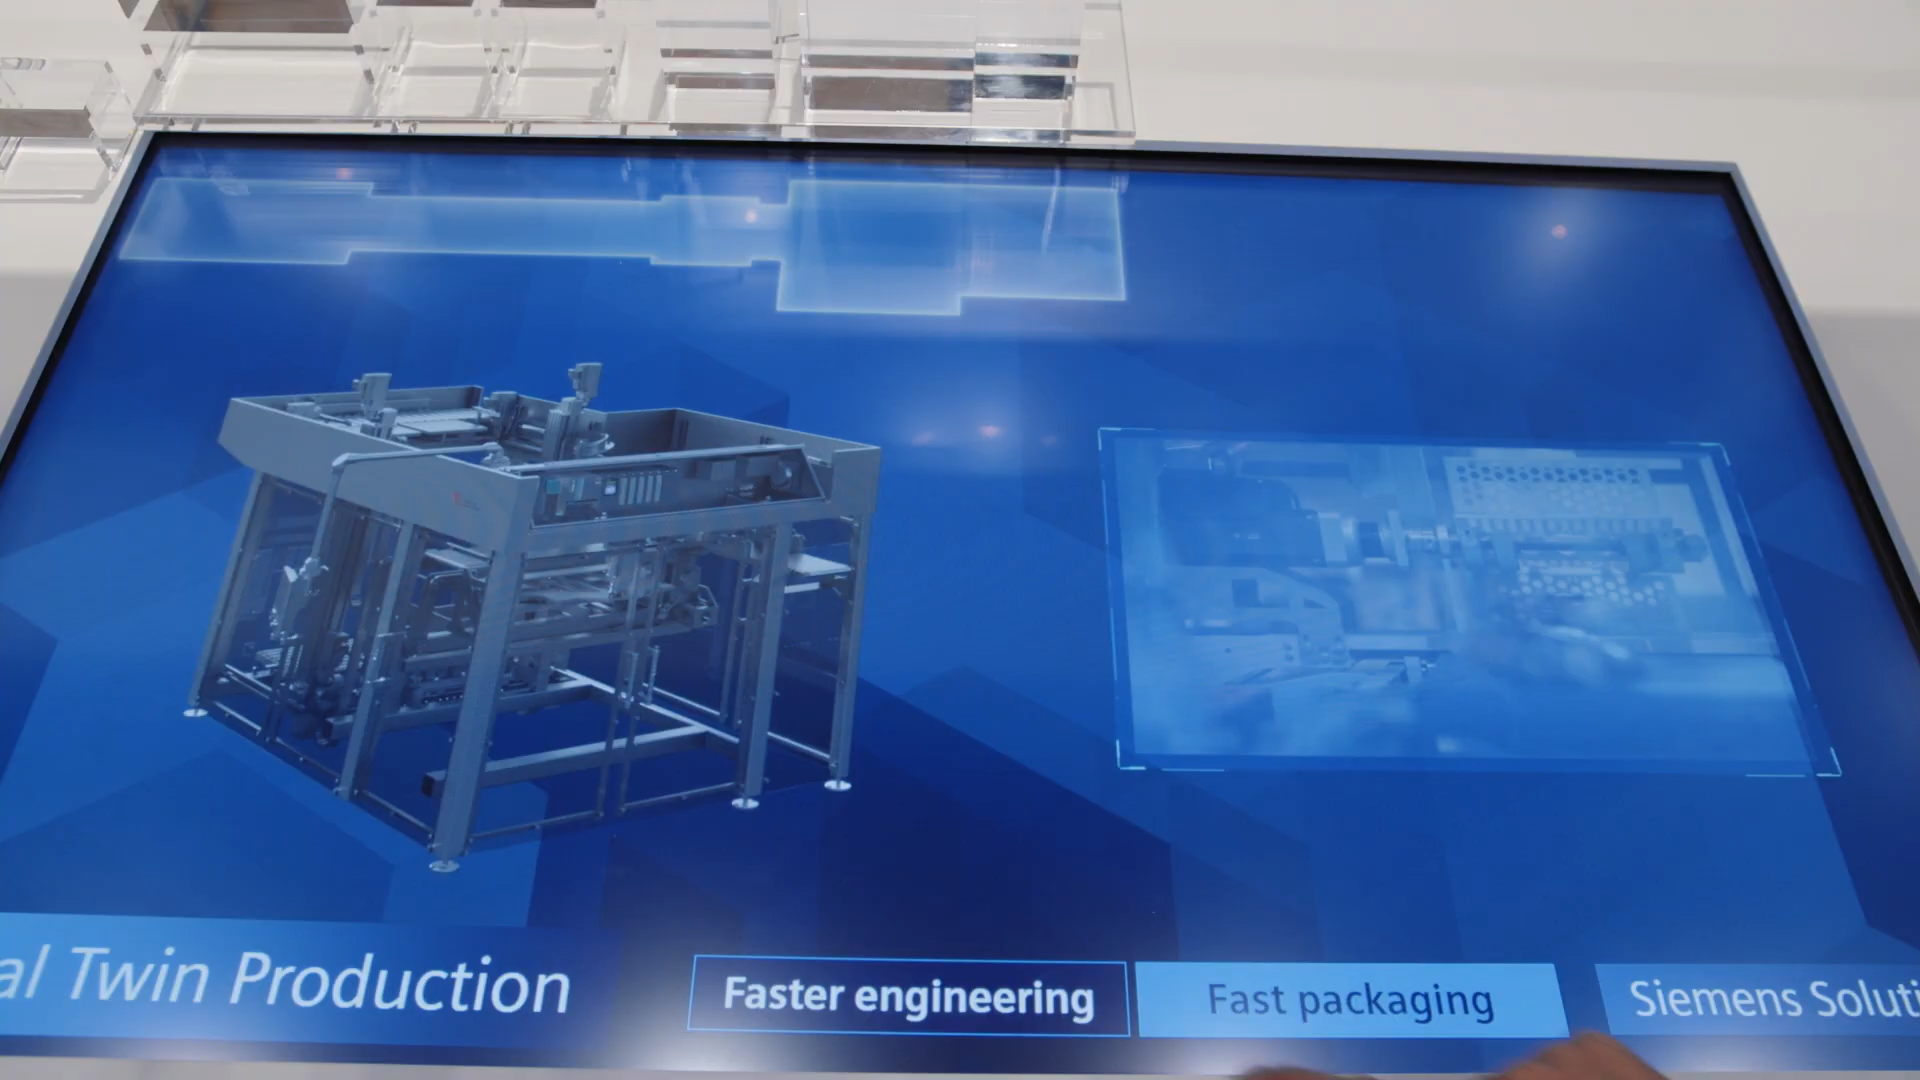 al Twin Production
Faster engineering
Fast packaging
Siemens Soluti